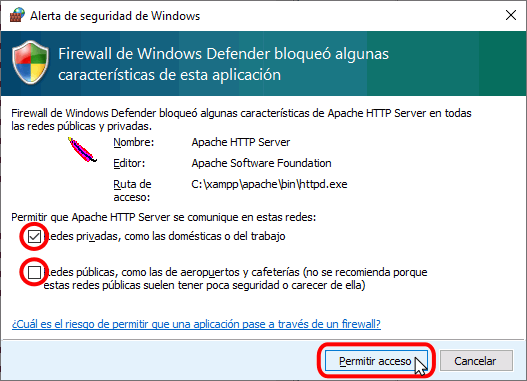 Alerta de seguridad de Windows
Firewall de Windows Defender bloqueó algunas
características de esta aplicación
Firewall de Windows Defender bloqueó algunas características de Apache HTTP Server en todas
las redes públicas y privadas.
Nombre: Apache HTTP Server
Editor: Apache Software Foundation
Ruta de C:\xampp\apache\bin\httpd.exe
acceso:
Permitir que Apache HTTP Server se comunique en estas redes:
Redes privadas, como las domésticas o del trabajo
Redes públicas, como las de aeropuertos y cafeterías (no se recomienda porque
estas redes públicas suelen tener poca seguridad o carecer de ella)
¿Cuál es el riesgo de permitir que una aplicación pase a través de un firewall?
Permitir acceso Cancelar